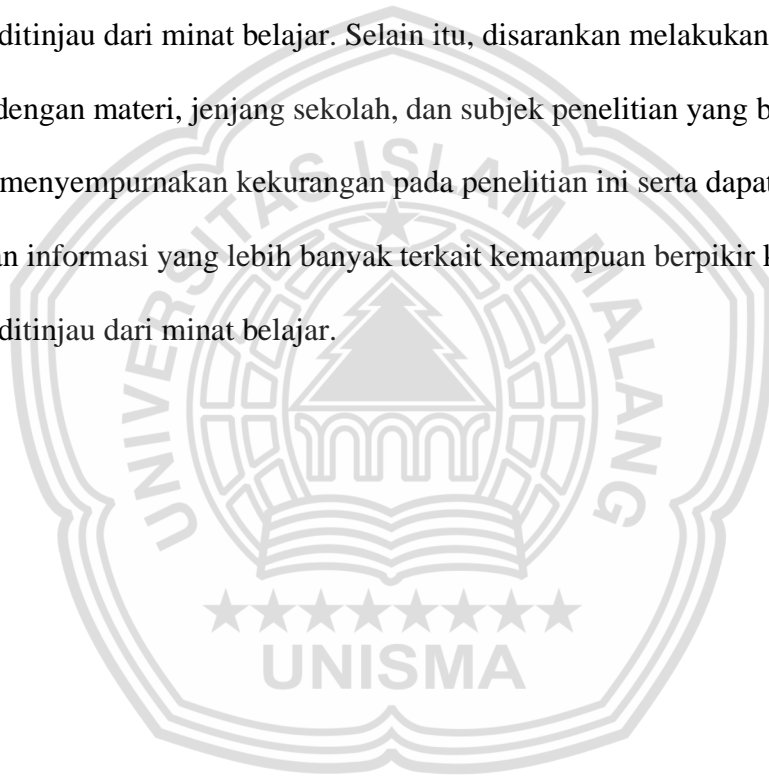 ditinjau dari minat belajar. Selain itu, disarankan melakukan
dengan materi, jenjang sekolah, dan subjek penelitian yang b
menyempurnakan kekurangan pada penelitian ini serta dapat
an informasi yang lebih banyak terkait kemampuan berpikir k
ditinjau dari minat belajar.
UNIVERSITAS ISLAM MALANG
UNISMA